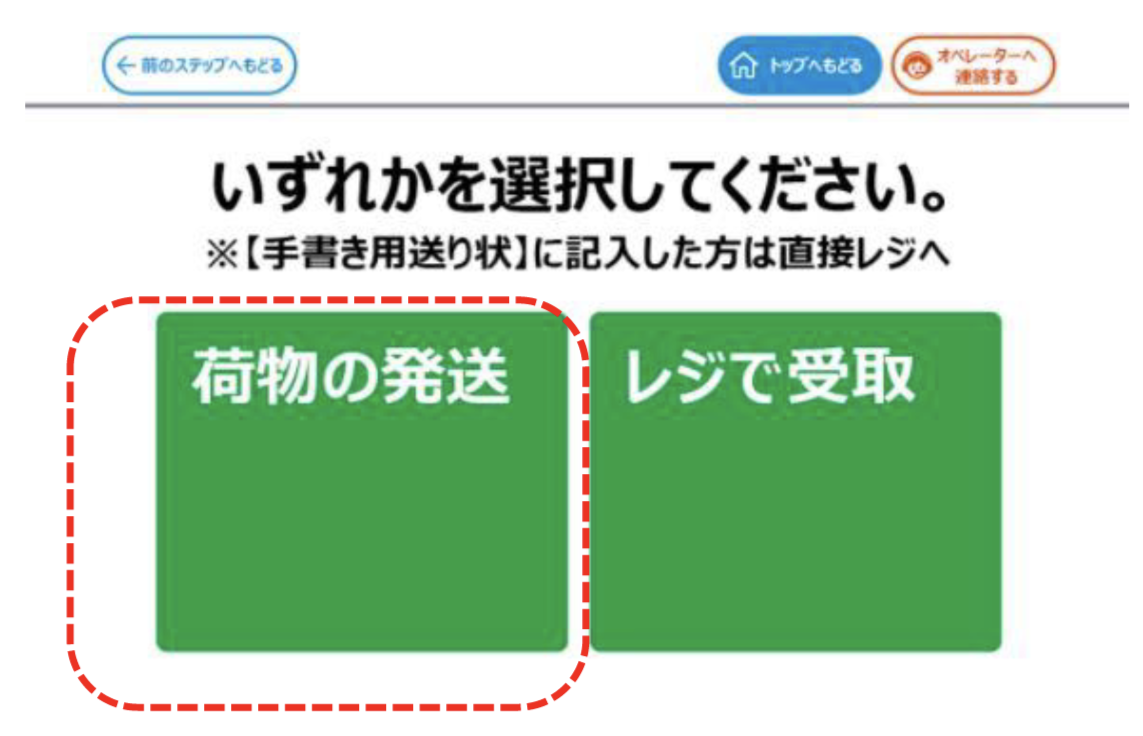 ←前のステップへもどる
トップへもどる
オペレーターへ
連絡する
いずれかを選択してください。
※【手書き用送り状】に記入した方は直接レジへ
荷物の発送
レジで受取